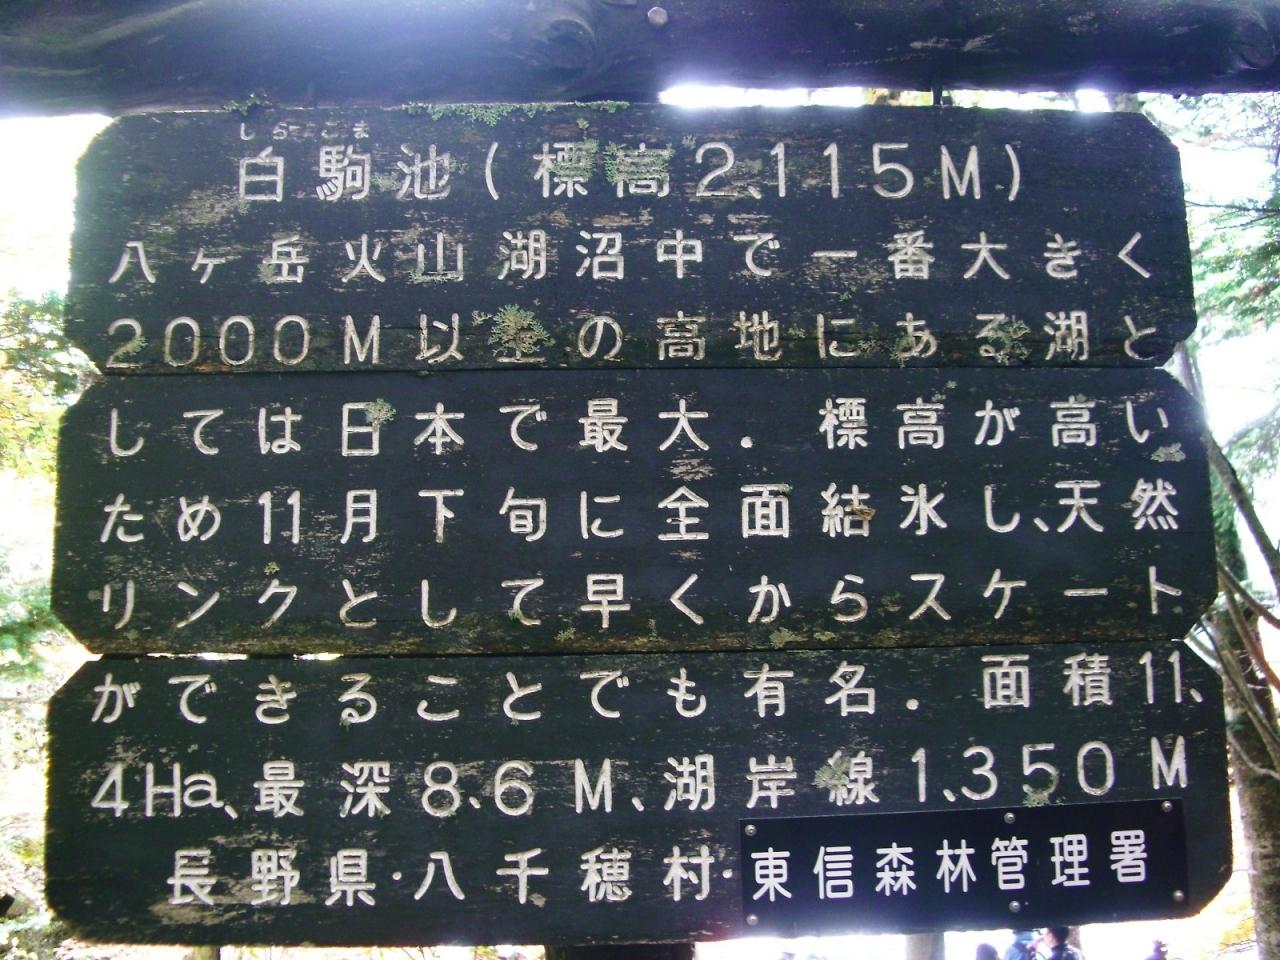 しらこま
白駒池(標高2、115M)
八ヶ岳火山湖沼中で一番大きく
2000M以上の高地にある湖と
しては日本で最大. 標高が高い
ため11月下旬に全面結氷し、天然
リンクとして早くからスケート
ができることでも有名. 面積11、
4Ha、最深8、6M、湖岸線1、350M
長野県・八千穂村・東信森林管理署